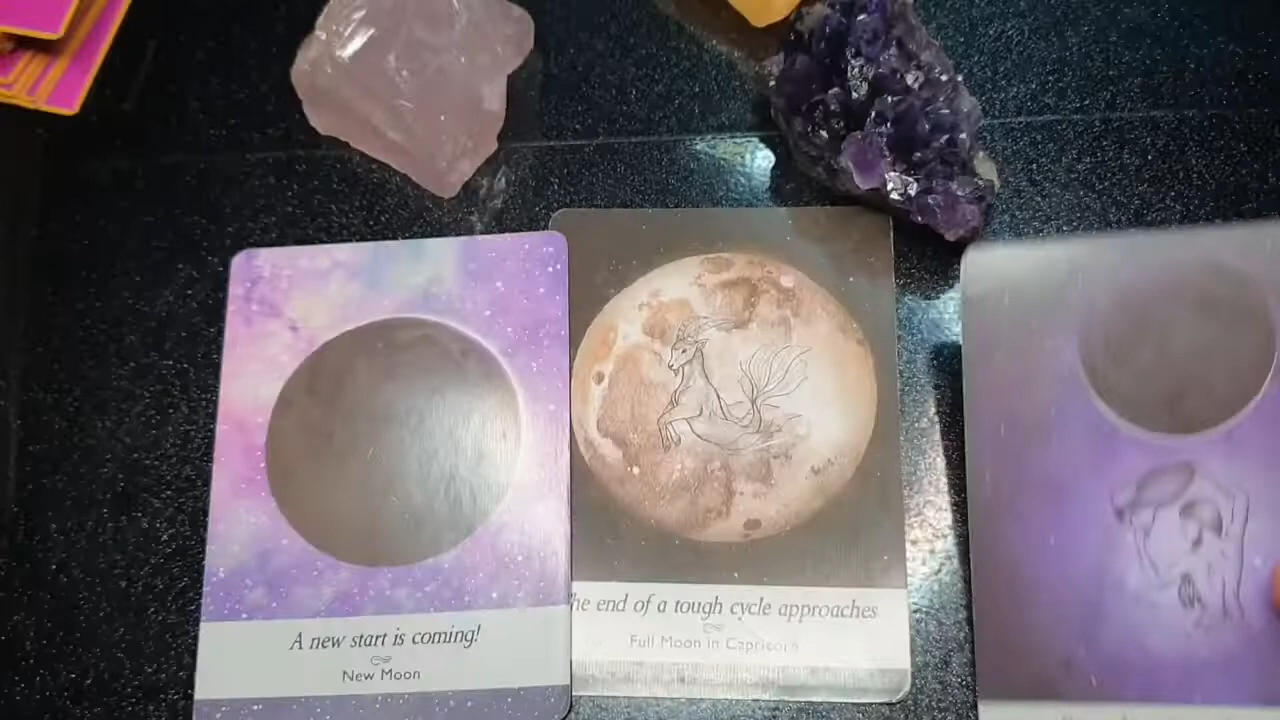 A new start is coming!
New Moon
he end of a tough cycle approaches
Full Moon in Capricorn